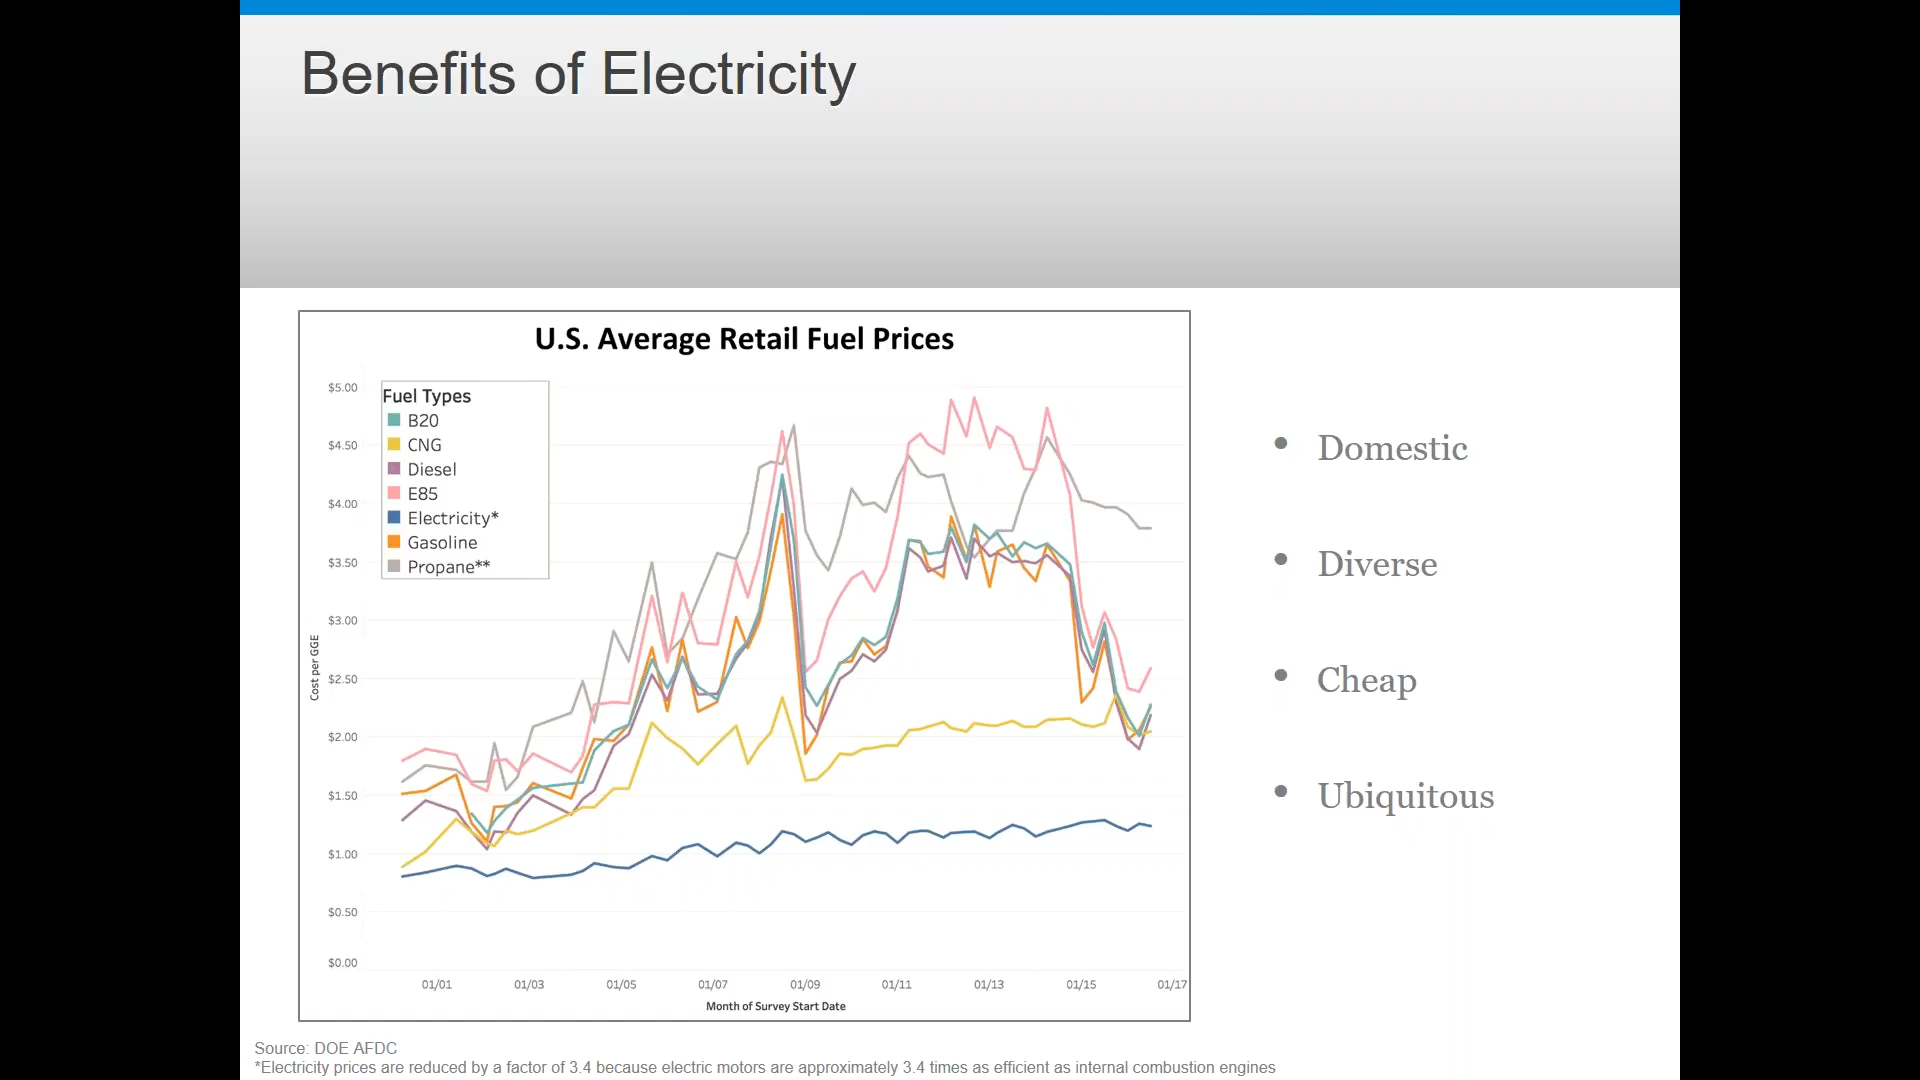 Benefits of Electricity
U.S. Average Retail Fuel Prices
Fuel Types
B20
CNG
Diesel
E85
Electricity*
Gasoline
Propane**
$5.00
$4.50
$4.00
$3.50
$3.00
$2.50
$2.00
$1.50
$1.00
$0.50
$0.00
Cost per GGE
01/01 01/03 01/05 01/07 01/09 01/11 01/13 01/15 01/17
Month of Survey Start Date
• Domestic
• Diverse
• Cheap
• Ubiquitous
Source: DOE AFDC
*Electricity prices are reduced by a factor of 3.4 because electric motors are approximately 3.4 times as efficient as internal combustion engines